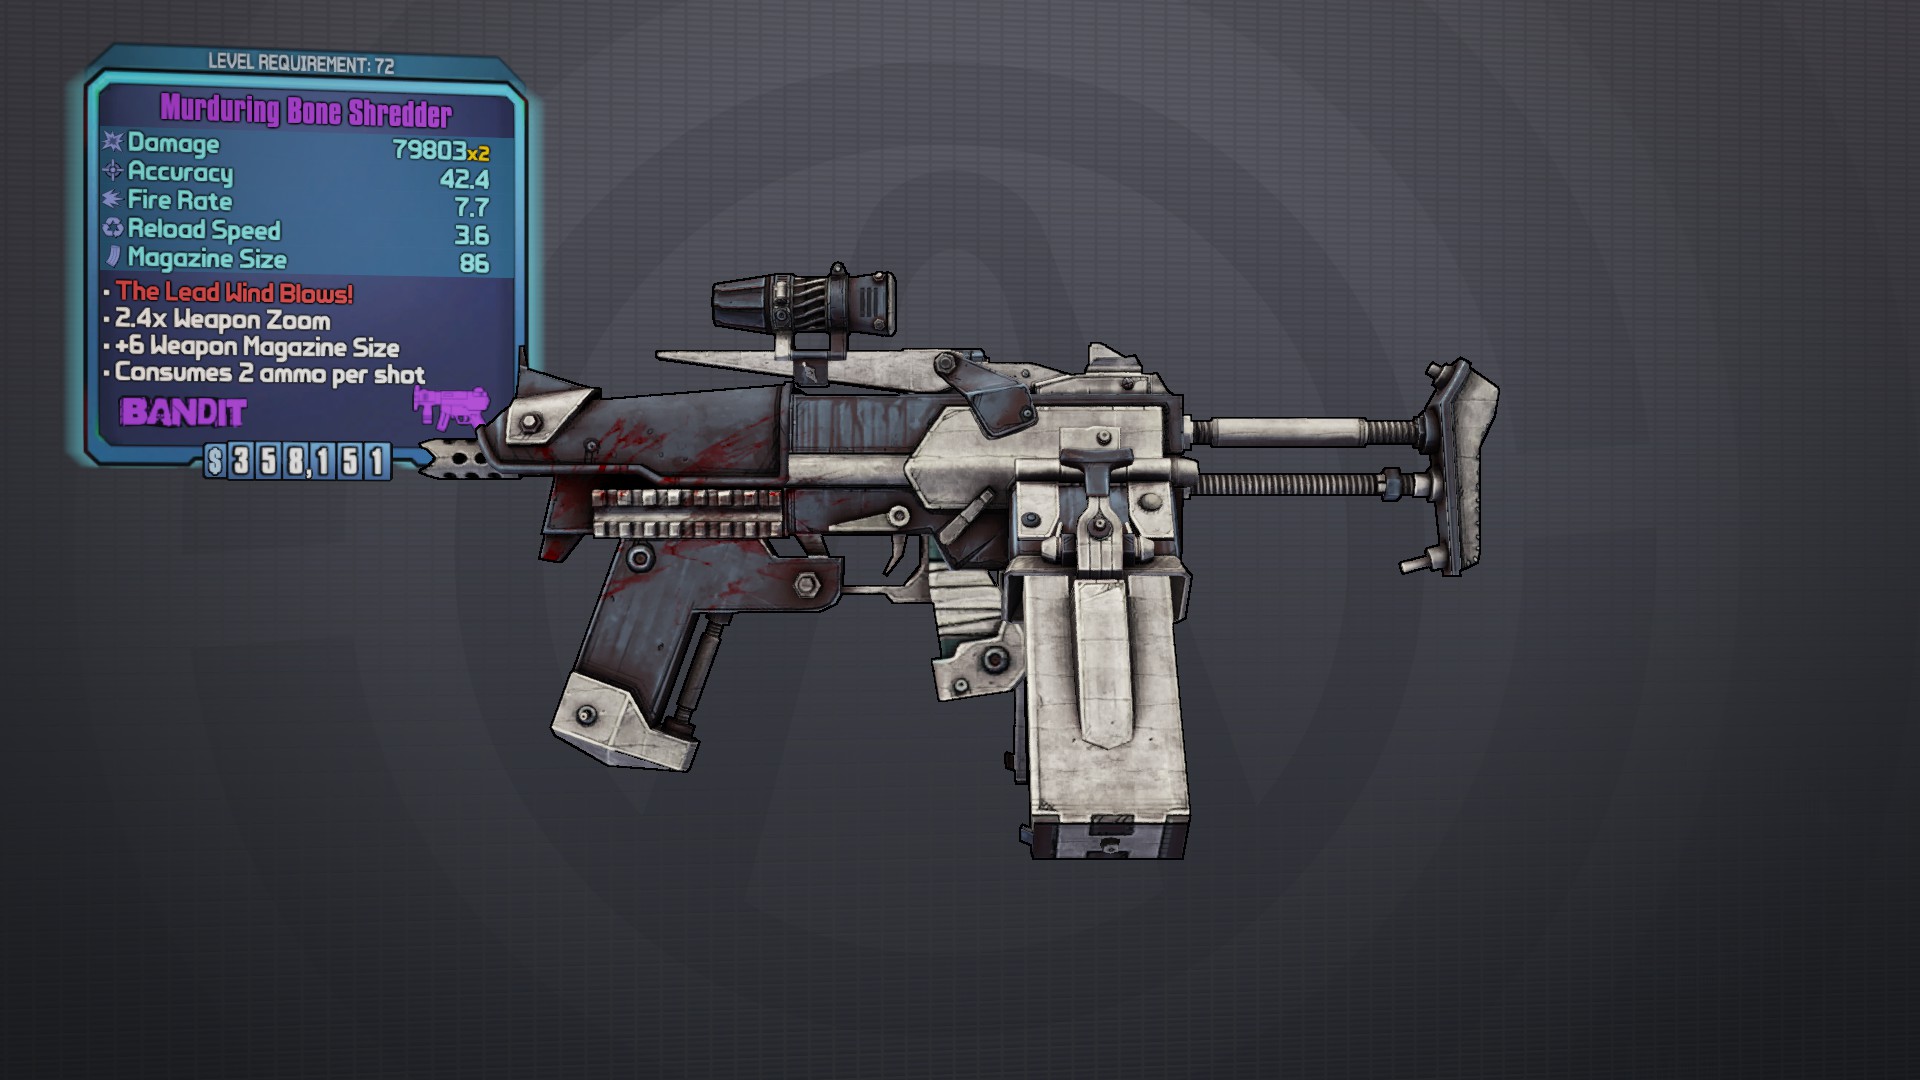 LEVEL REQUIREMENT: 72
Murduring Bone Shredder
Damage 79803x2
Accuracy 42.4
Fire Rate 7.7
Reload Speed 3.6
Magazine Size 86
• The Lead Wind Blows!
• 2.4x Weapon Zoom
• +6 Weapon Magazine Size
• Consumes 2 ammo per shot
BANDIT
$358,151